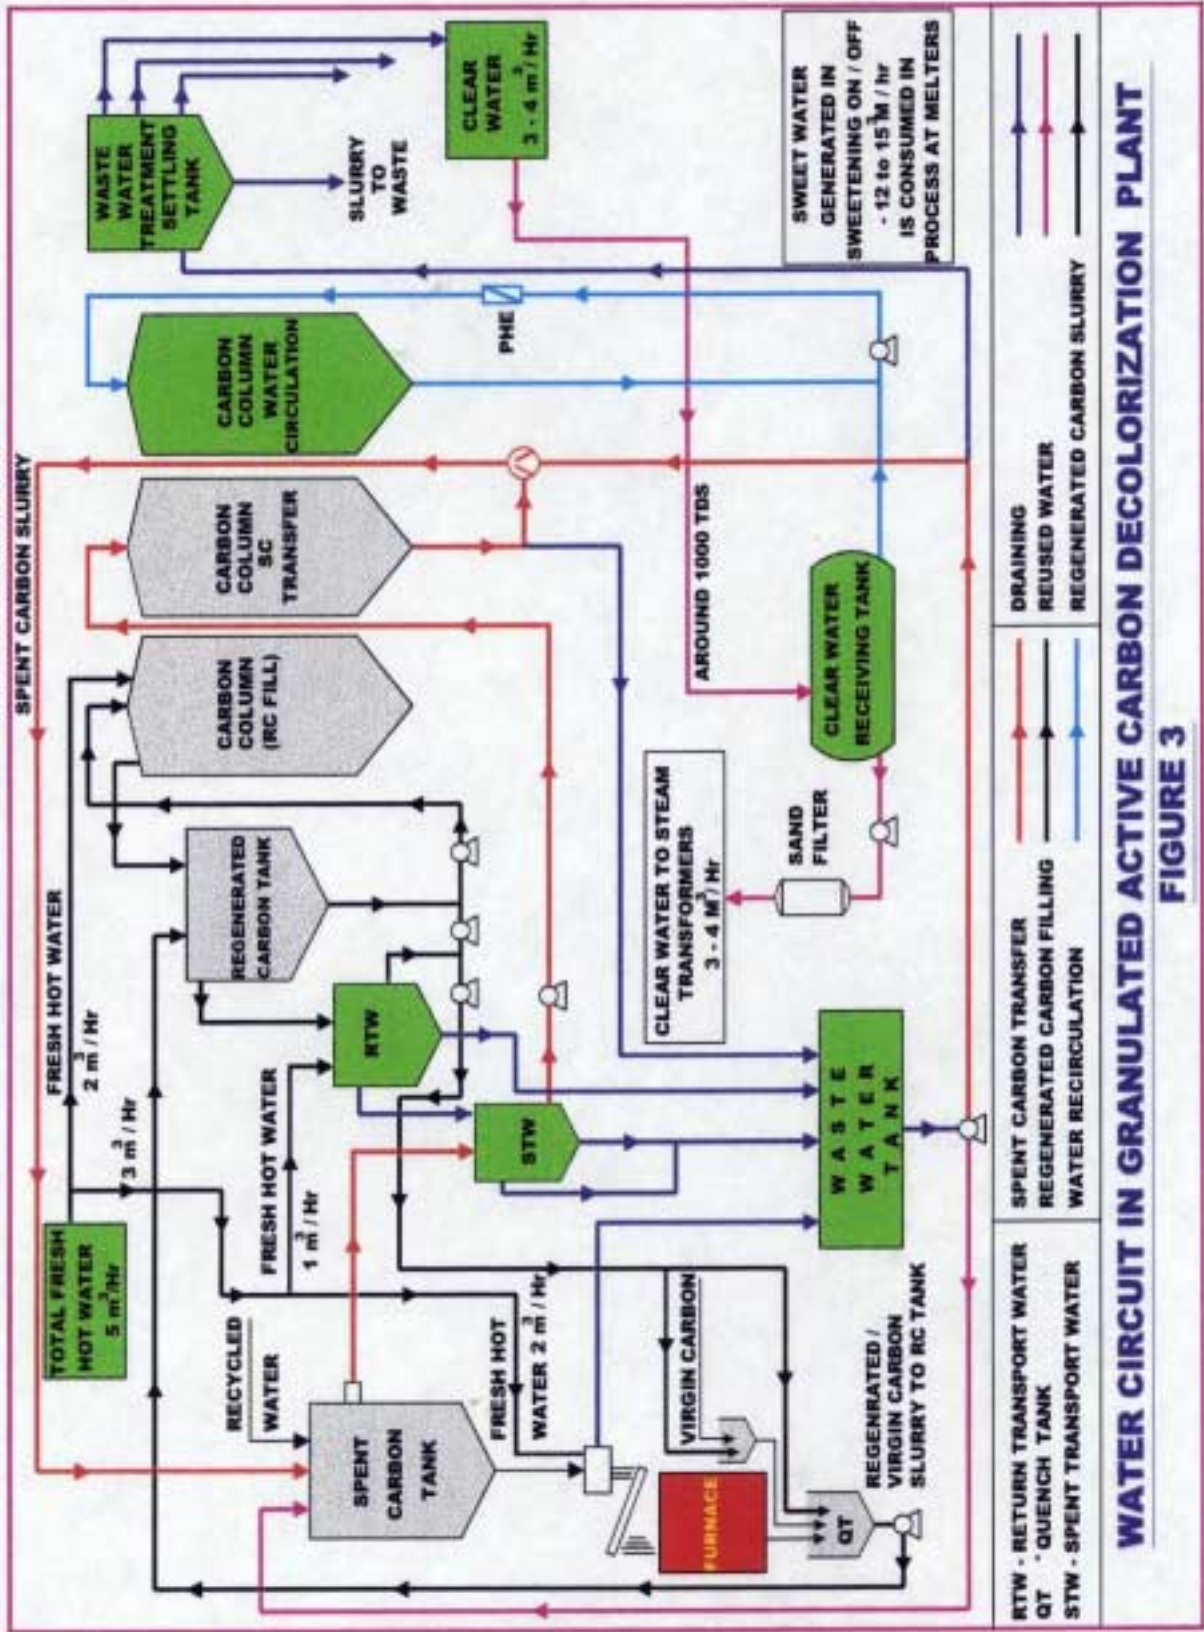 SPENT CARBON SLURRY
TOTAL FRESH
HOT WATER
5 m³/Hr
FRESH HOT WATER
2 m³ / Hr
3 m³ / Hr
RECYCLED
WATER
FRESH HOT WATER
1 m³ / Hr
SPENT
CARBON
TANK
FRESH HOT
WATER 2 m³ / Hr
REGENERATED
CARBON TANK
RTW
STW
CARBON
COLUMN
(RC FILL)
CARBON
COLUMN
SC
TRANSFER
CARBON
COLUMN
WATER
CIRCULATION
WASTE
WATER
TREATMENT
SETTLING
TANK
SLURRY
TO
WASTE
CLEAR
WATER
3 - 4 m³ / Hr
PHE
FURNACE
VIRGIN CARBON
QT
REGENRATED /
VIRGIN CARBON
SLURRY TO RC TANK
WASTE
WATER
TANK
CLEAR WATER TO STEAM
TRANSFORMERS
3 - 4 M³ / Hr
AROUND 1000 TDS
SAND
FILTER
CLEAR WATER
RECEIVING TANK
SWEET WATER
GENERATED IN
SWEETENING ON / OFF
- 12 to 15 M³ / hr
IS CONSUMED IN
PROCESS AT MELTERS
RTW - RETURN TRANSPORT WATER
QT - QUENCH TANK
STW - SPENT TRANSPORT WATER
SPENT CARBON TRANSFER
REGENERATED CARBON FILLING
WATER RECIRCULATION
DRAINING
REUSED WATER
REGENERATED CARBON SLURRY
WATER CIRCUIT IN GRANULATED ACTIVE CARBON DECOLORIZATION PLANT
FIGURE 3